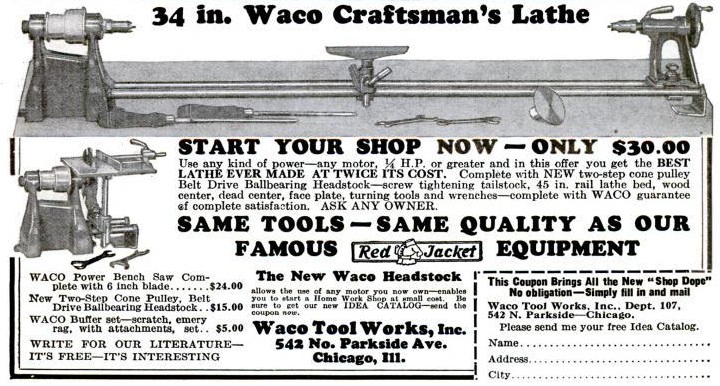 34 in. Waco Craftsman's Lathe
START YOUR SHOP NOW—ONLY $30.00
Use any kind of power—any motor, ¼ H.P. or greater and in this offer you get the BEST
LATHE EVER MADE AT TWICE ITS COST. Complete with NEW two-step cone pulley
Belt Drive Ballbearing Headstock—screw tightening tailstock, 45 in. rail lathe bed, wood
center, dead center, face plate, turning tools and wrenches—complete with WACO guarantee
of complete satisfaction. ASK ANY OWNER.
SAME TOOLS—SAME QUALITY AS OUR
FAMOUS Red Jacket EQUIPMENT
WACO Power Bench Saw Com-
plete with 6 inch blade.......$24.00
New Two-Step Cone Pulley, Belt
Drive Ballbearing Headstock..$15.00
WACO Buffer set—scratch, emery
rag, with attachments, set.. $5.00
WRITE FOR OUR LITERATURE—
IT'S FREE—IT'S INTERESTING
The New Waco Headstock
allows the use of any motor you now own—enables
you to start a Home Work Shop at small cost. Be
sure to get our new IDEA CATALOG—send the
coupon now.
Waco Tool Works, Inc.
542 No. Parkside Ave.
Chicago, Ill.
This Coupon Brings All the New "Shop Dope"
No obligation—Simply fill in and mail
Waco Tool Works, Inc., Dept. 107,
542 N. Parkside—Chicago.
Please send me your free Idea Catalog.
Name
Address
City